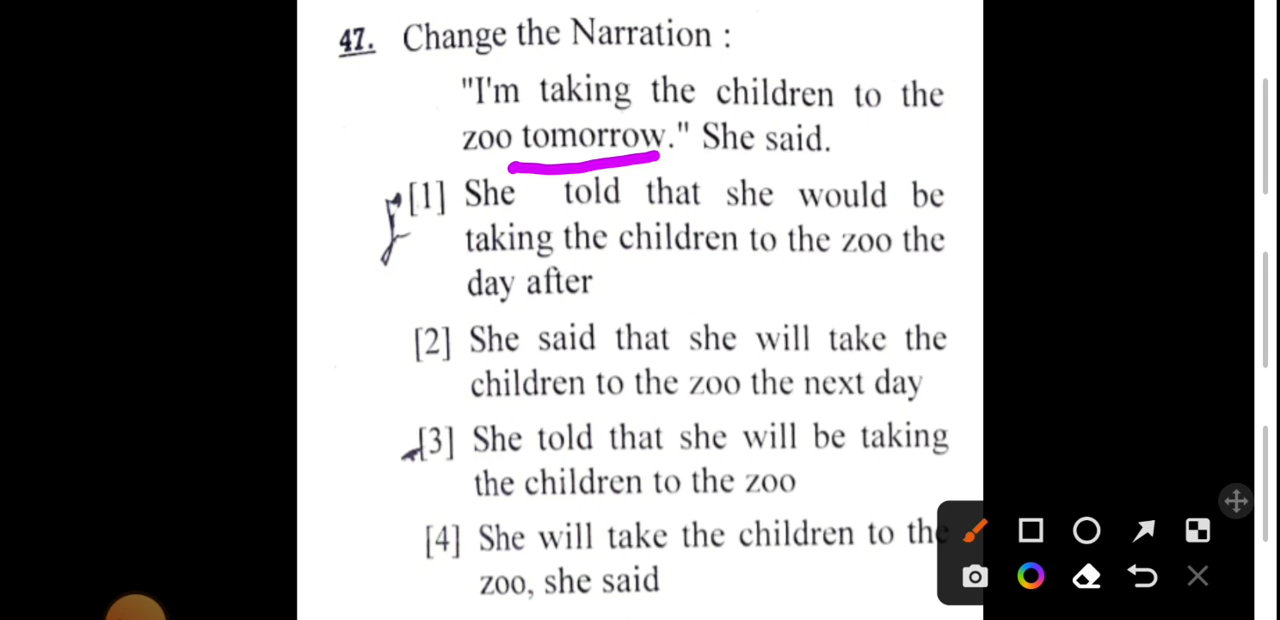 47. Change the Narration :
"I'm taking the children to the
zoo tomorrow." She said.
[1] She told that she would be
taking the children to the zoo the
day after
[2] She said that she will take the
children to the zoo the next day
[3] She told that she will be taking
the children to the zoo
[4] She will take the children to the
zoo, she said